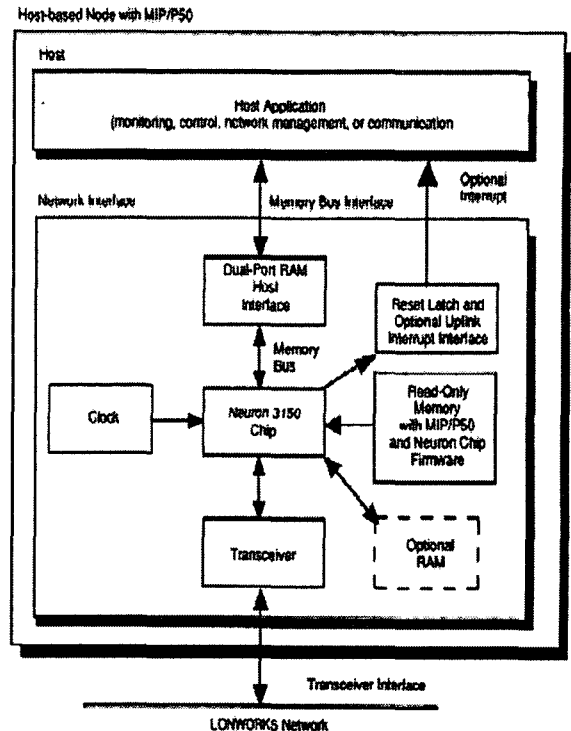 Host-based Node with MIP/P50
Host
Host Application
(monitoring, control, network management, or communication
Optional
Interrupt
Network Interface
Memory Bus Interface
Dual-Port RAM
Host
Interface
Reset Latch and
Optional Uplink
Interrupt Interface
Memory
Bus
Clock
Neuron 3150
Chip
Read-Only
Memory
with MIP/P50
and Neuron Chip
Firmware
Transceiver
Optional
RAM
Transceiver Interface
LONWORKS Network